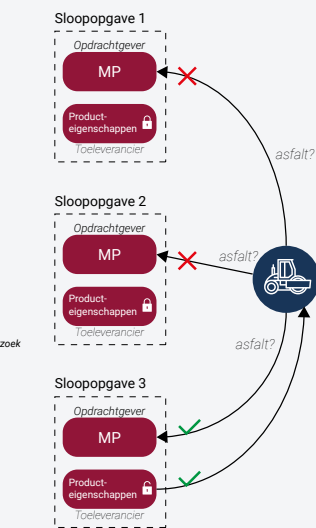 Sloopopgave 1
Opdrachtgever
MP
Product-
eigenschappen
Toeleverancier
asfalt?
Sloopopgave 2
Opdrachtgever
MP
asfalt?
Product-
eigenschappen
Toeleverancier
zoek
asfalt?
Sloopopgave 3
Opdrachtgever
MP
Product-
eigenschappen
Toeleverancier